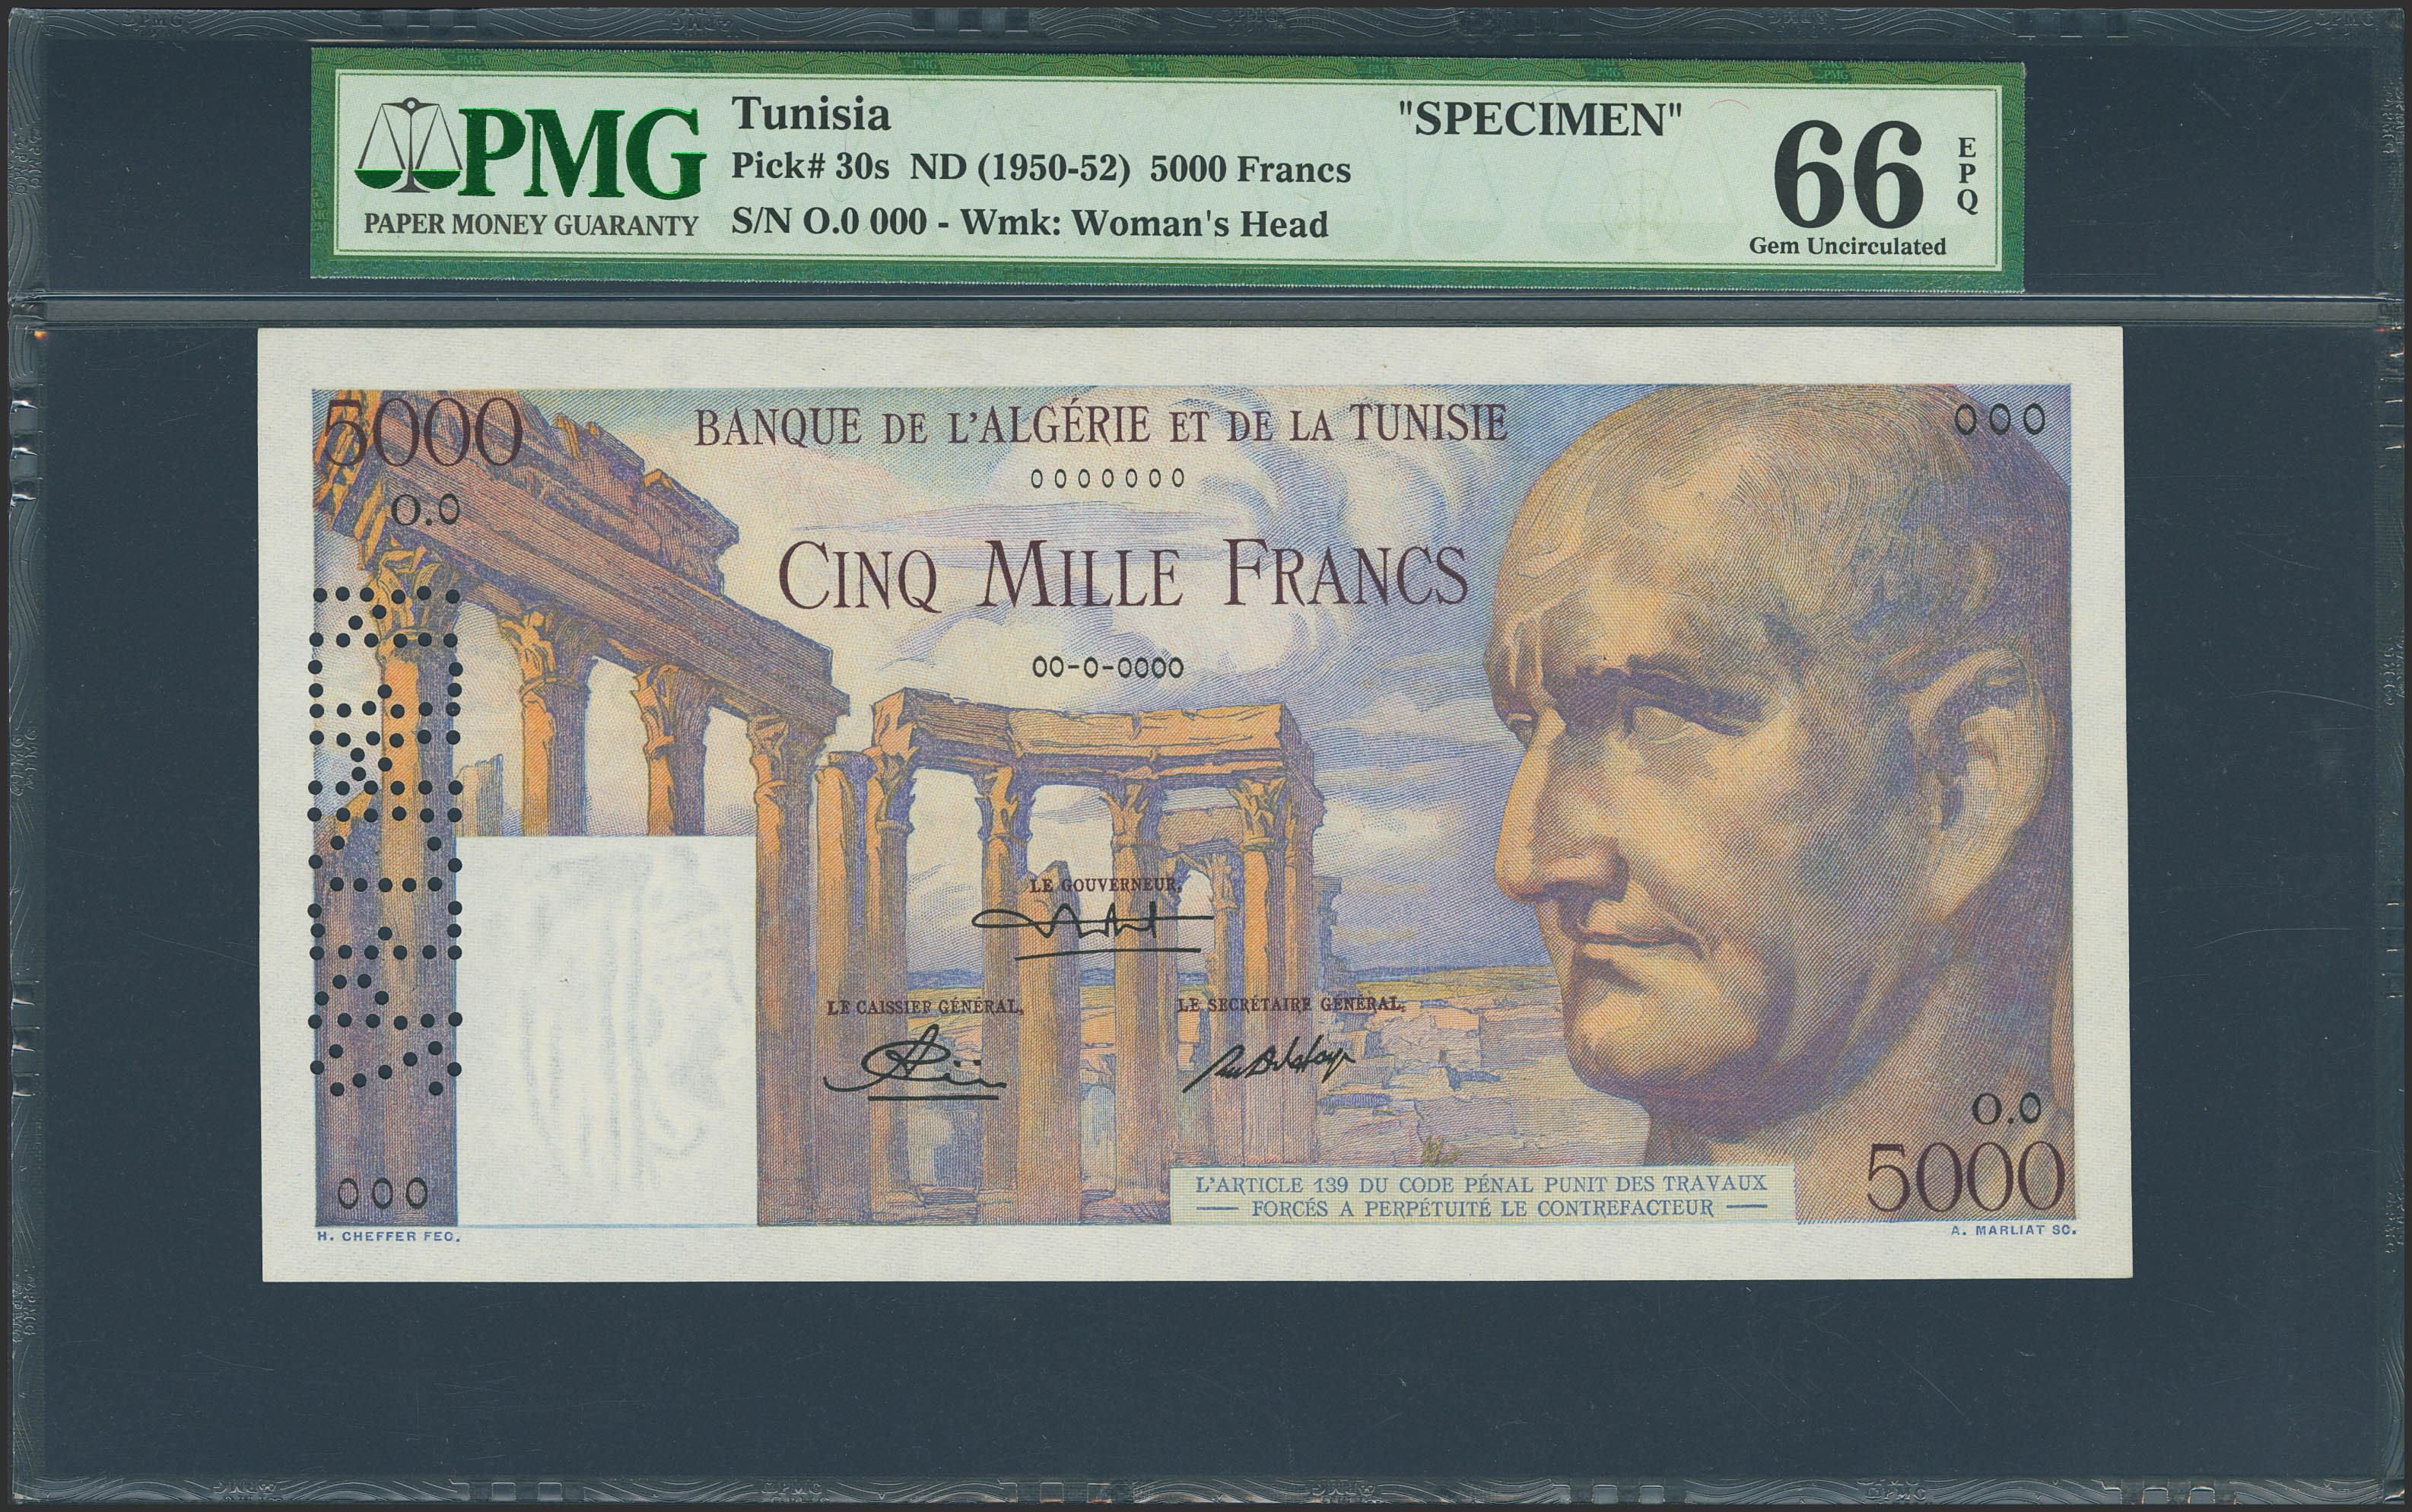 PMG
PAPER MONEY GUARANTY
Tunisia
"SPECIMEN"
Pick# 30s ND (1950-52) 5000 Francs
S/N O.0 000 - Wmk: Woman's Head
66
EPQ
Gem Uncirculated
5000
BANQUE DE L'ALGÉRIE ET DE LA TUNISIE
000
0000000
O.0
CINQ MILLE FRANCS
00-0-0000
SPECIMEN
LE GOUVERNEUR,
LE CAISSIER GÉNÉRAL,
LE SECRÉTAIRE GÉNÉRAL,
O.0
5000
000
L'ARTICLE 139 DU CODE PÉNAL PUNIT DES TRAVAUX
FORCÉS A PERPÉTUITÉ LE CONTREFACTEUR
H. CHEFFER FEC.
A. MARLIAT SC.